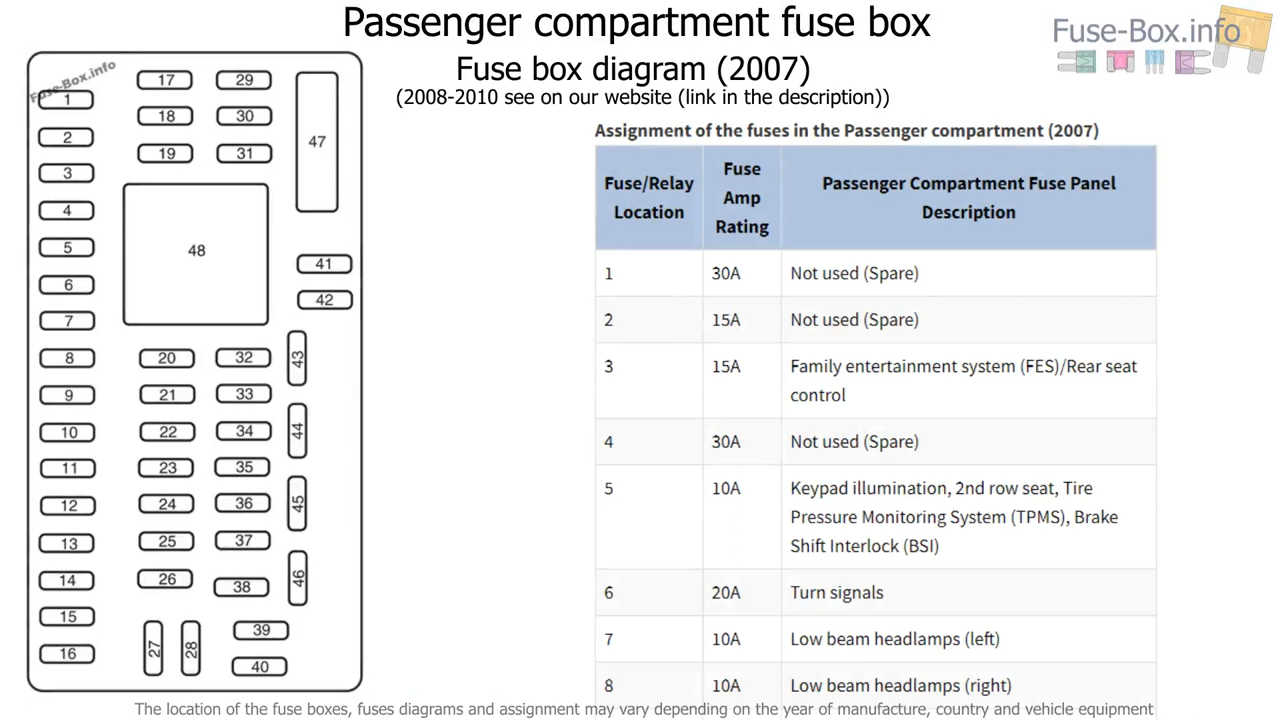 Passenger compartment fuse box
Fuse box diagram (2007)
(2008-2010 see on our website (link in the description))
Fuse-Box.info
Fuse-Box.info
1
2
3
4
5
6
7
8
9
10
11
12
13
14
15
16
17
18
19
20
21
22
23
24
25
26
27
28
29
30
31
32
33
34
35
36
37
38
39
40
41
42
43
44
45
46
47
48
Assignment of the fuses in the Passenger compartment (2007)
Fuse/Relay Location Fuse Amp Rating Passenger Compartment Fuse Panel Description
1 30A Not used (Spare)
2 15A Not used (Spare)
3 15A Family entertainment system (FES)/Rear seat
control
4 30A Not used (Spare)
5 10A Keypad illumination, 2nd row seat, Tire
Pressure Monitoring System (TPMS), Brake
Shift Interlock (BSI)
6 20A Turn signals
7 10A Low beam headlamps (left)
8 10A Low beam headlamps (right)
The location of the fuse boxes, fuses diagrams and assignment may vary depending on the year of manufacture, country and vehicle equipment